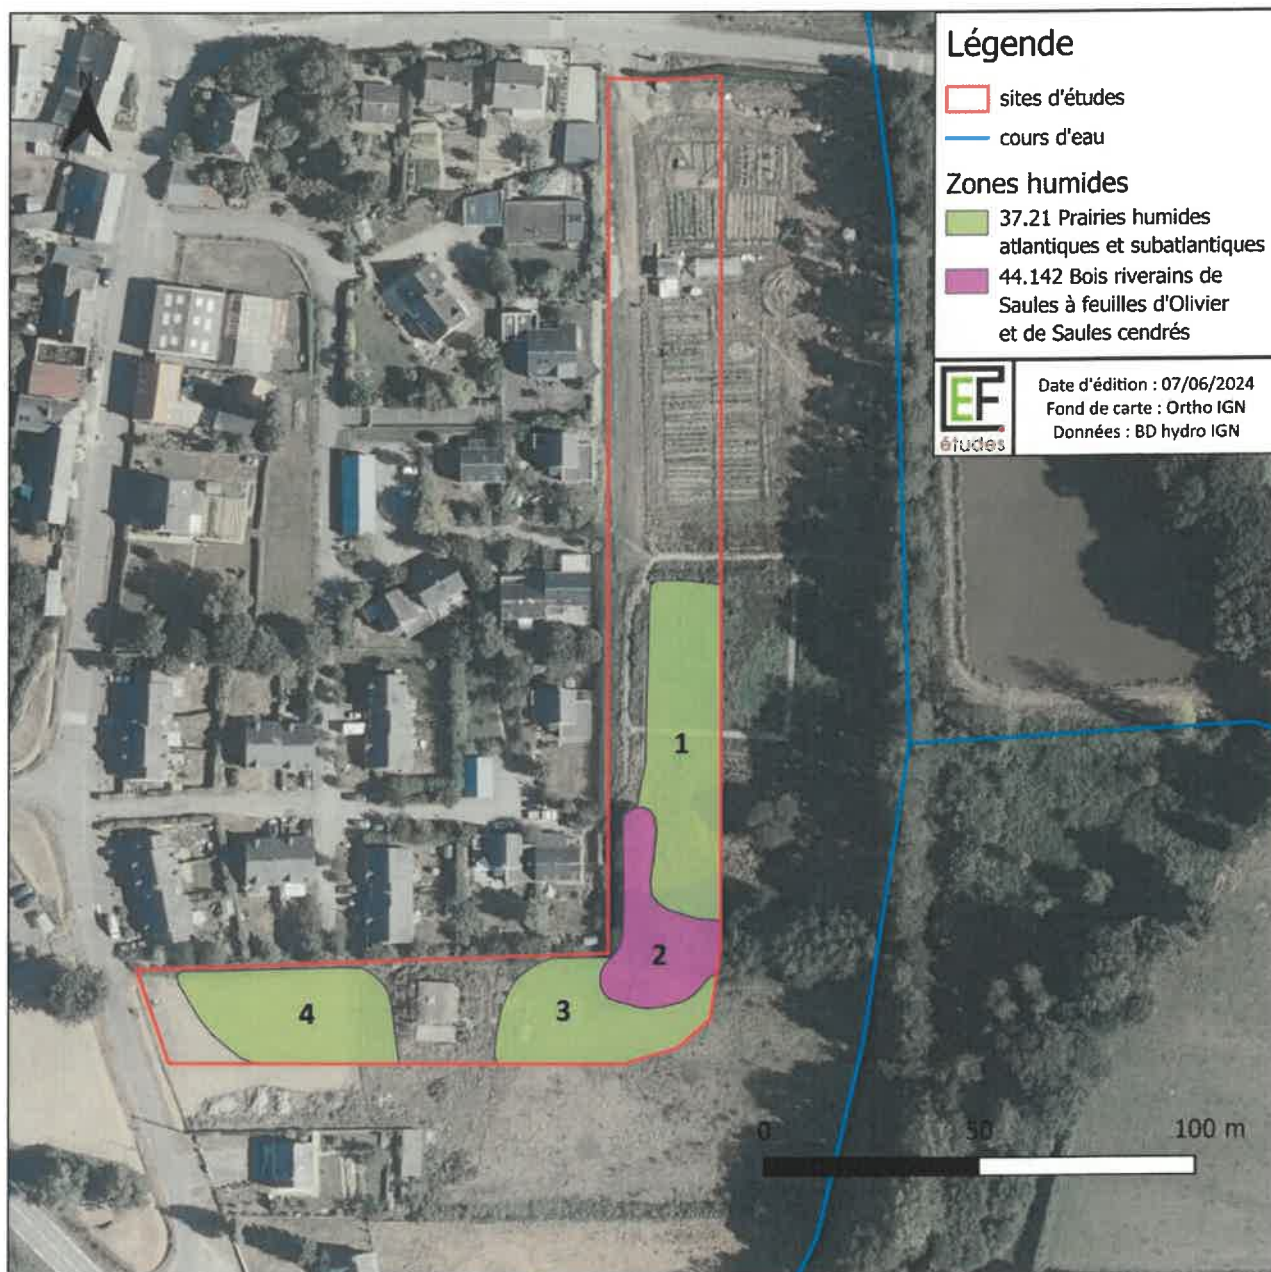 Légende
sites d'études
cours d'eau
Zones humides
37.21 Prairies humides
atlantiques et subatlantiques
44.142 Bois riverains de
Saules à feuilles d'Olivier
et de Saules cendrés
EF
études
Date d'édition : 07/06/2024
Fond de carte : Ortho IGN
Données : BD hydro IGN
1
2
3
4
0 50 100 m